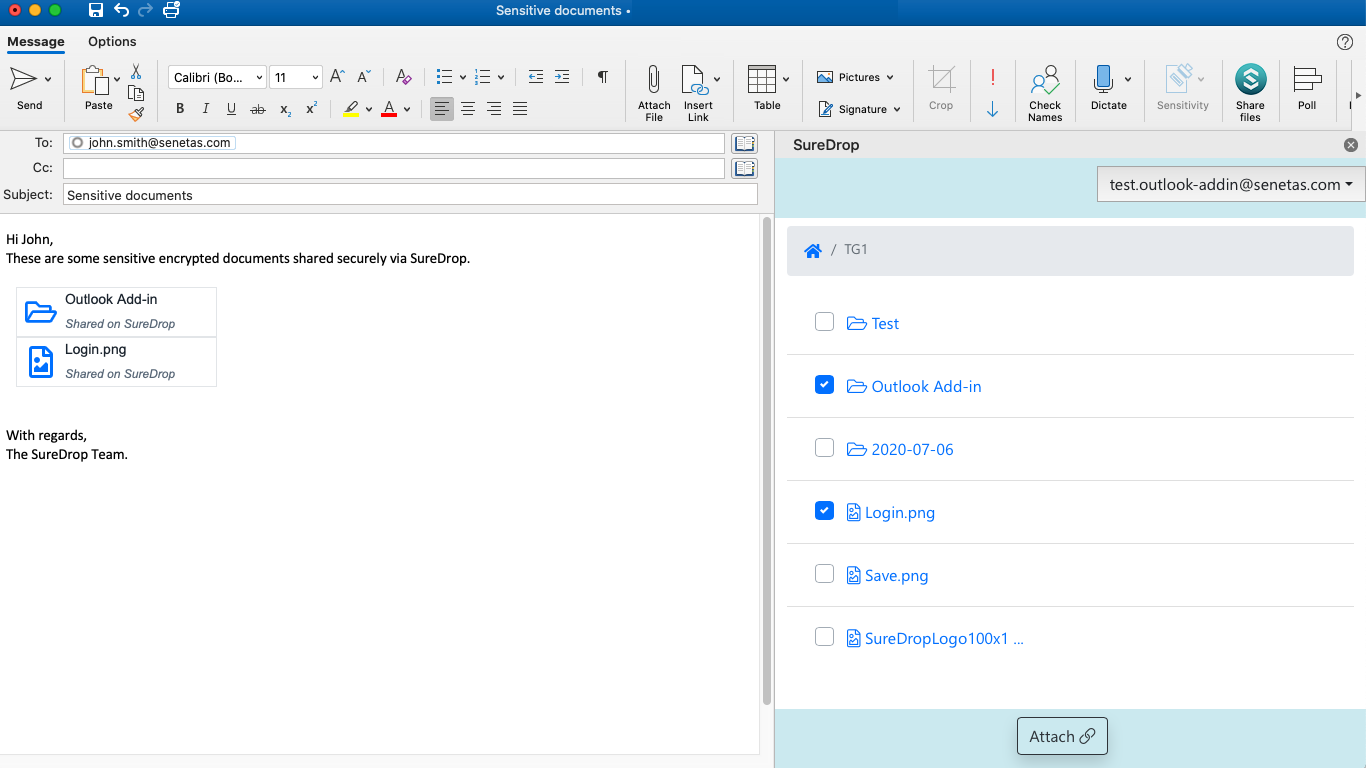 Sensitive documents •
Message Options
Send
Paste
Calibri (Bo... 11
B I U ab x₂ x²
A A A
A
¶
Attach File
Insert Link
Table
Pictures
Signature
Crop
Check Names
Dictate
Sensitivity
Share files
Poll
To: john.smith@senetas.com
Cc:
Subject: Sensitive documents
Hi John,
These are some sensitive encrypted documents shared securely via SureDrop.
Outlook Add-in
Shared on SureDrop
Login.png
Shared on SureDrop
With regards,
The SureDrop Team.
SureDrop
test.outlook-addin@senetas.com
/ TG1
Test
Outlook Add-in
2020-07-06
Login.png
Save.png
SureDropLogo100x1 ...
Attach